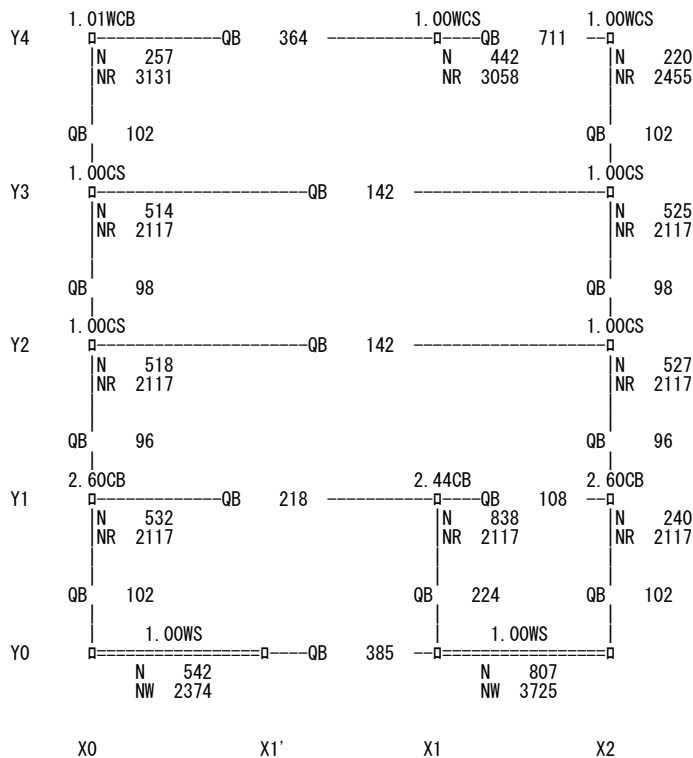 1.01WCB 1.00WCS 1.00WCS
Y4 QB 364 QB 711
N 257 N 442 N 220
NR 3131 NR 3058 NR 2455
QB 102 QB 102
1.00CS 1.00CS
Y3 QB 142
N 514 N 525
NR 2117 NR 2117
QB 98 QB 98
1.00CS 1.00CS
Y2 QB 142
N 518 N 527
NR 2117 NR 2117
QB 96 QB 96
2.60CB 2.44CB 2.60CB
Y1 QB 218 QB 108
N 532 N 838 N 240
NR 2117 NR 2117 NR 2117
QB 102 QB 224 QB 102
1.00WS 1.00WS
Y0 QB 385
N 542 N 807
NW 2374 NW 3725
X0 X1' X1 X2